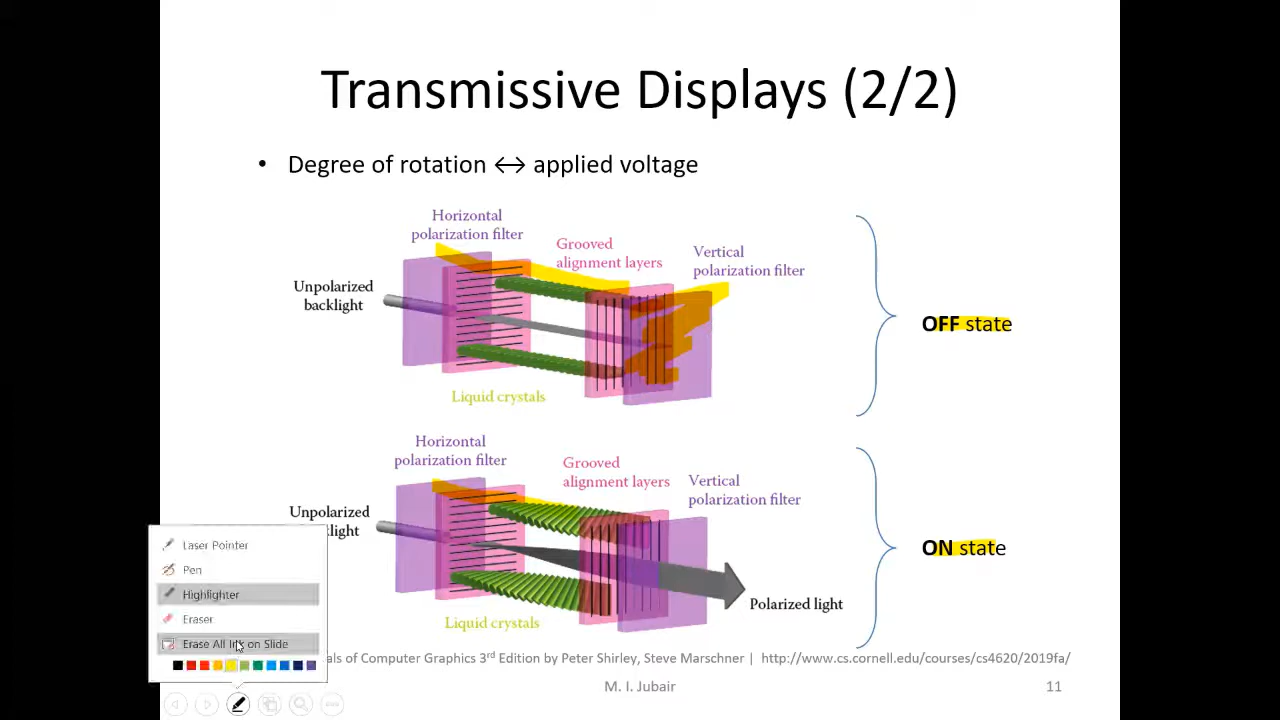 Transmissive Displays (2/2)
• Degree of rotation ↔ applied voltage
Horizontal
polarization filter
Grooved
alignment layers
Vertical
polarization filter
Unpolarized
backlight
OFF state
Liquid crystals
Horizontal
polarization filter
Grooved
alignment layers
Vertical
polarization filter
Unpolarized
ON state
Polarized light
Liquid crystals
Laser Pointer
Pen
Highlighter
Eraser
Erase All Ink on Slide
of Computer Graphics 3rd Edition by Peter Shirley, Steve Marschner | http://www.cs.cornell.edu/courses/cs4620/2019fa/
M. I. Jubair
11